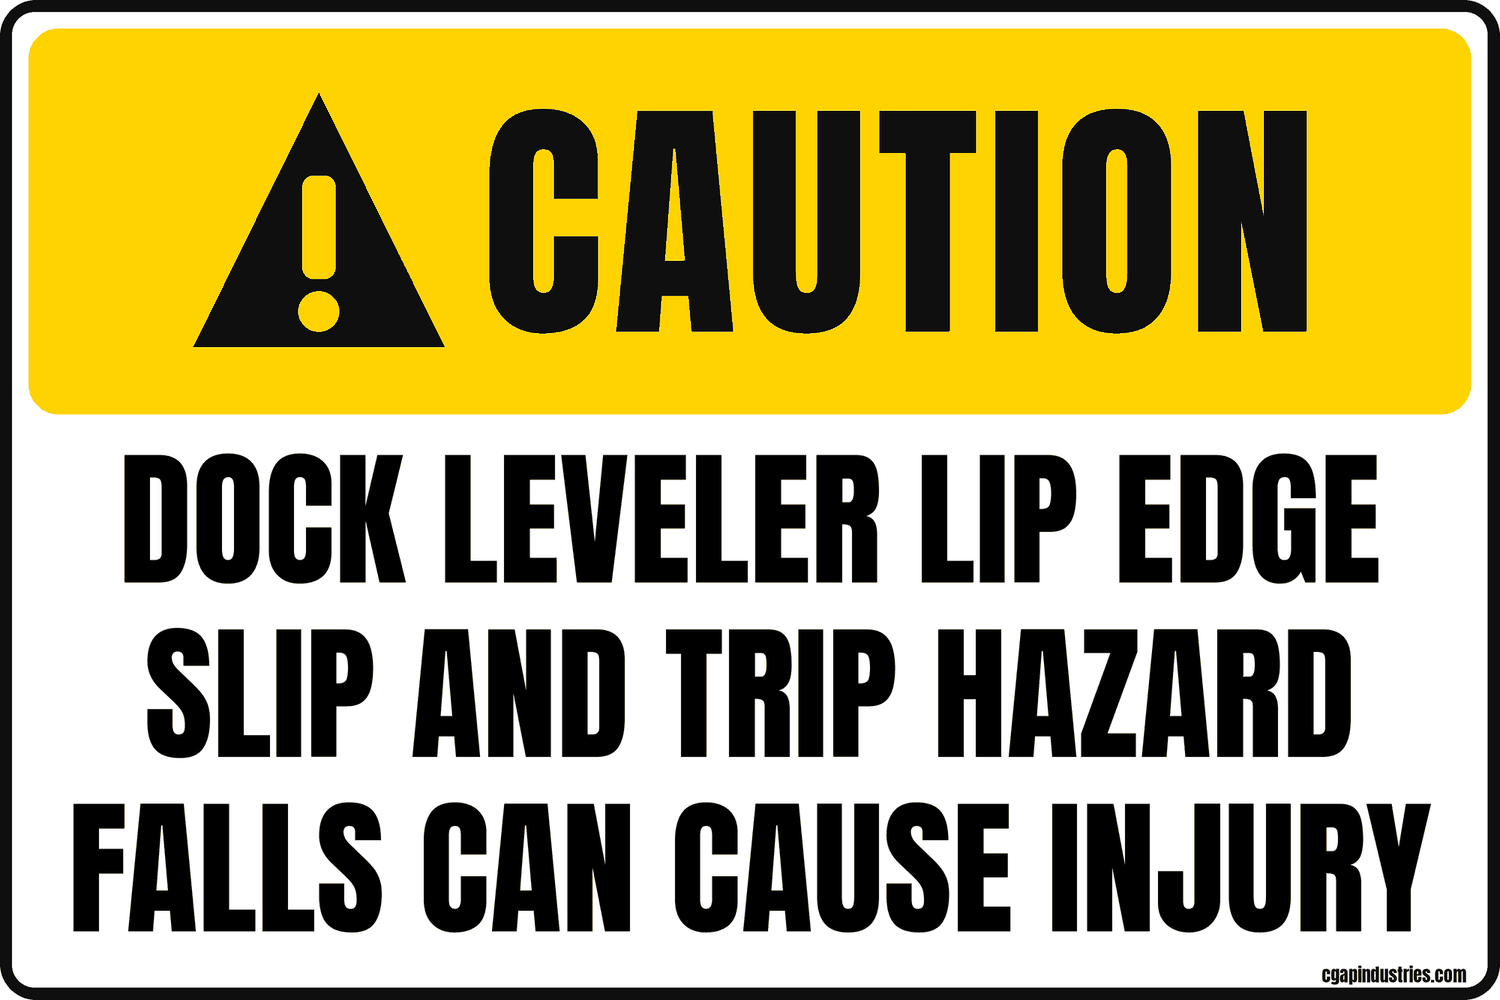 CAUTION
DOCK LEVELER LIP EDGE
SLIP AND TRIP HAZARD
FALLS CAN CAUSE INJURY
cgapindustries.com